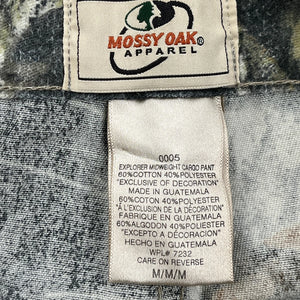 MOSSY OAK®
APPAREL
0005
EXPLORER MIDWEIGHT CARGO PANT
60%COTTON 40%POLYESTER
"EXCLUSIVE OF DECORATION"
MADE IN GUATEMALA
60%COTON 40%POLYESTER
"À L'EXCLUSION DE LA DÉCORATION"
FABRIQUE EN GUATEMALA
60%ALGODON 40%POLIESTER
"EXCEPTO A DÉCORACION"
HECHO EN GUATEMALA
WPL# 7232
CARE ON REVERSE
M/M/M